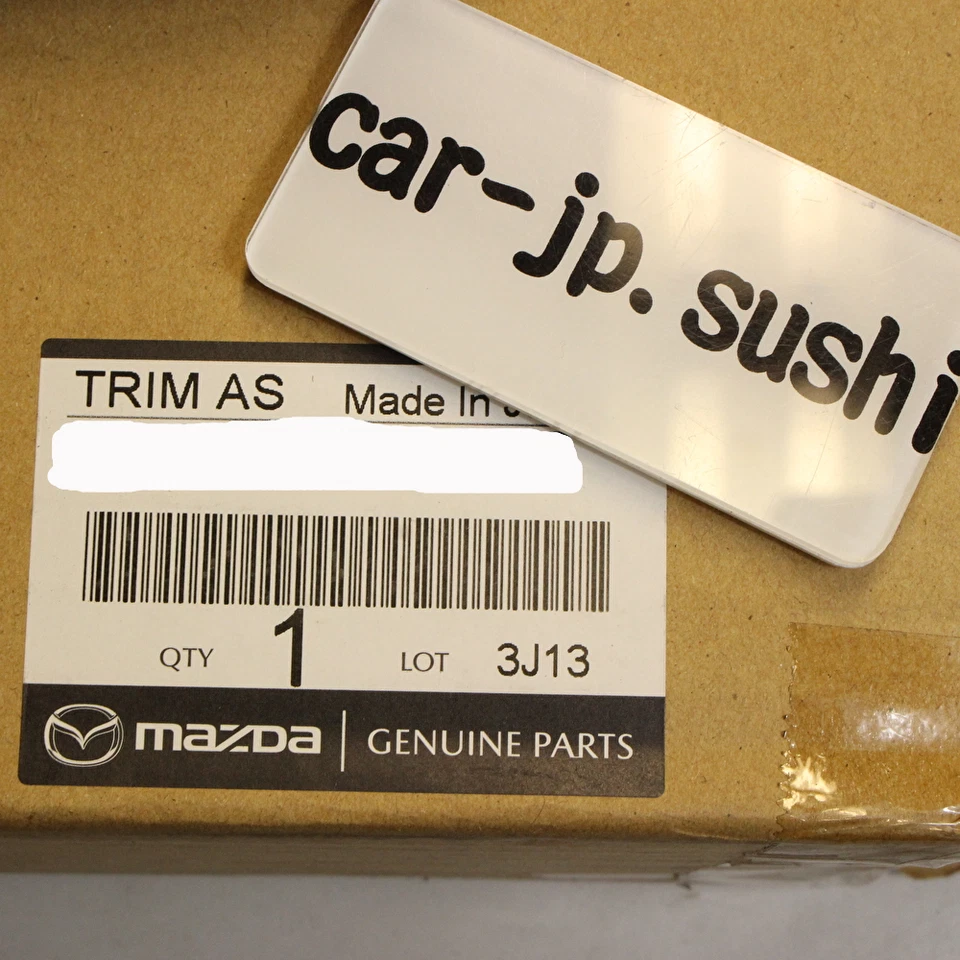 car-jp.sushi
TRIM AS Made In
QTY 1 LOT 3J13
mazda GENUINE PARTS